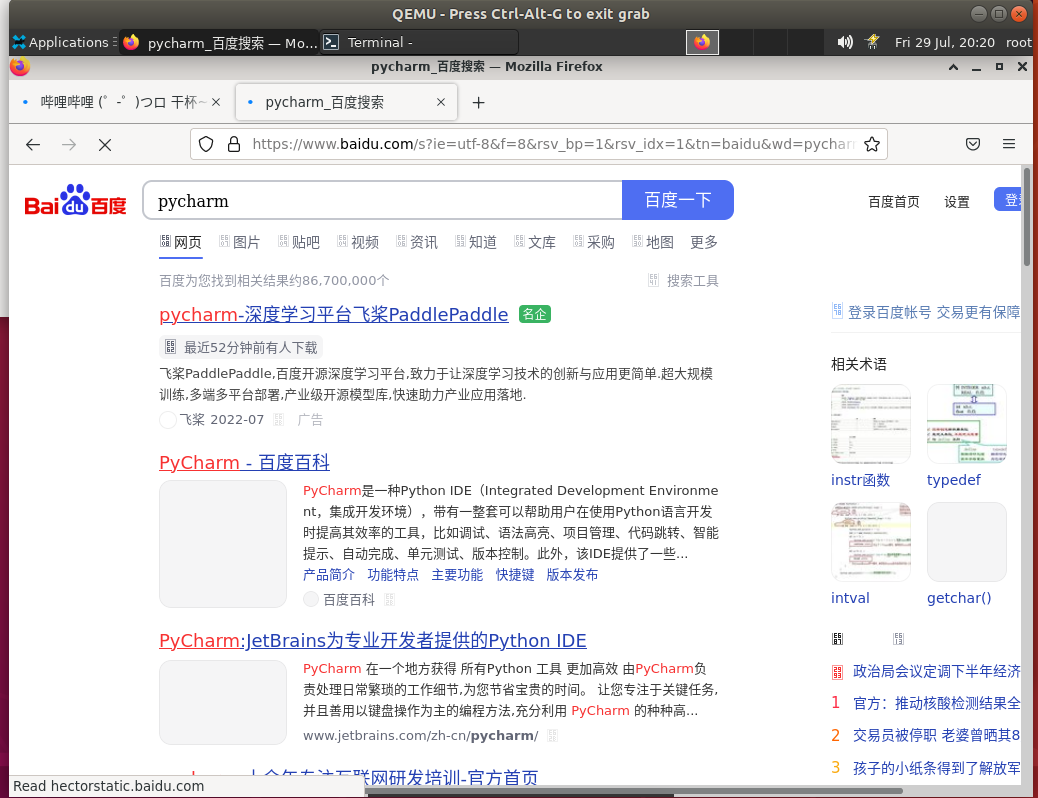 QEMU - Press Ctrl-Alt-G to exit grab
Applications
pycharm_百度搜索 — Mo...
Terminal -
Fri 29 Jul, 20:20 root
pycharm_百度搜索 — Mozilla Firefox
哔哩哔哩 (゜-゜)つロ 干杯~
pycharm_百度搜索
https://www.baidu.com/s?ie=utf-8&f=8&rsv_bp=1&rsv_idx=1&tn=baidu&wd=pycharm
Bai du 百度
pycharm
百度一下
百度首页 设置 登
网页 图片 贴吧 视频 资讯 知道 文库 采购 地图 更多
百度为您找到相关结果约86,700,000个
搜索工具
pycharm-深度学习平台飞桨PaddlePaddle 名企
最近52分钟前有人下载
飞桨PaddlePaddle,百度开源深度学习平台,致力于让深度学习技术的创新与应用更简单.超大规模
训练,多端多平台部署,产业级开源模型库,快速助力产业应用落地.
飞桨 2022-07 广告
PyCharm - 百度百科
PyCharm是一种Python IDE（Integrated Development Environme
nt，集成开发环境），带有一整套可以帮助用户在使用Python语言开发
时提高其效率的工具，比如调试、语法高亮、项目管理、代码跳转、智能
提示、自动完成、单元测试、版本控制。此外，该IDE提供了一些...
产品简介 功能特点 主要功能 快捷键 版本发布
百度百科
PyCharm:JetBrains为专业开发者提供的Python IDE
PyCharm 在一个地方获得 所有Python 工具 更加高效 由PyCharm负
责处理日常繁琐的工作细节,为您节省宝贵的时间。 让您专注于关键任务,
并且善用以键盘操作为主的编程方法,充分利用 PyCharm 的种种高...
www.jetbrains.com/zh-cn/pycharm/
十余年专注互联网研发培训-官方首页
登录百度帐号 交易更有保障
相关术语
instr函数 typedef
intval getchar()
政治局会议定调下半年经济
1 官方：推动核酸检测结果全
2 交易员被停职 老婆曾晒其8
3 孩子的小纸条得到了解放军
Read hectorstatic.baidu.com